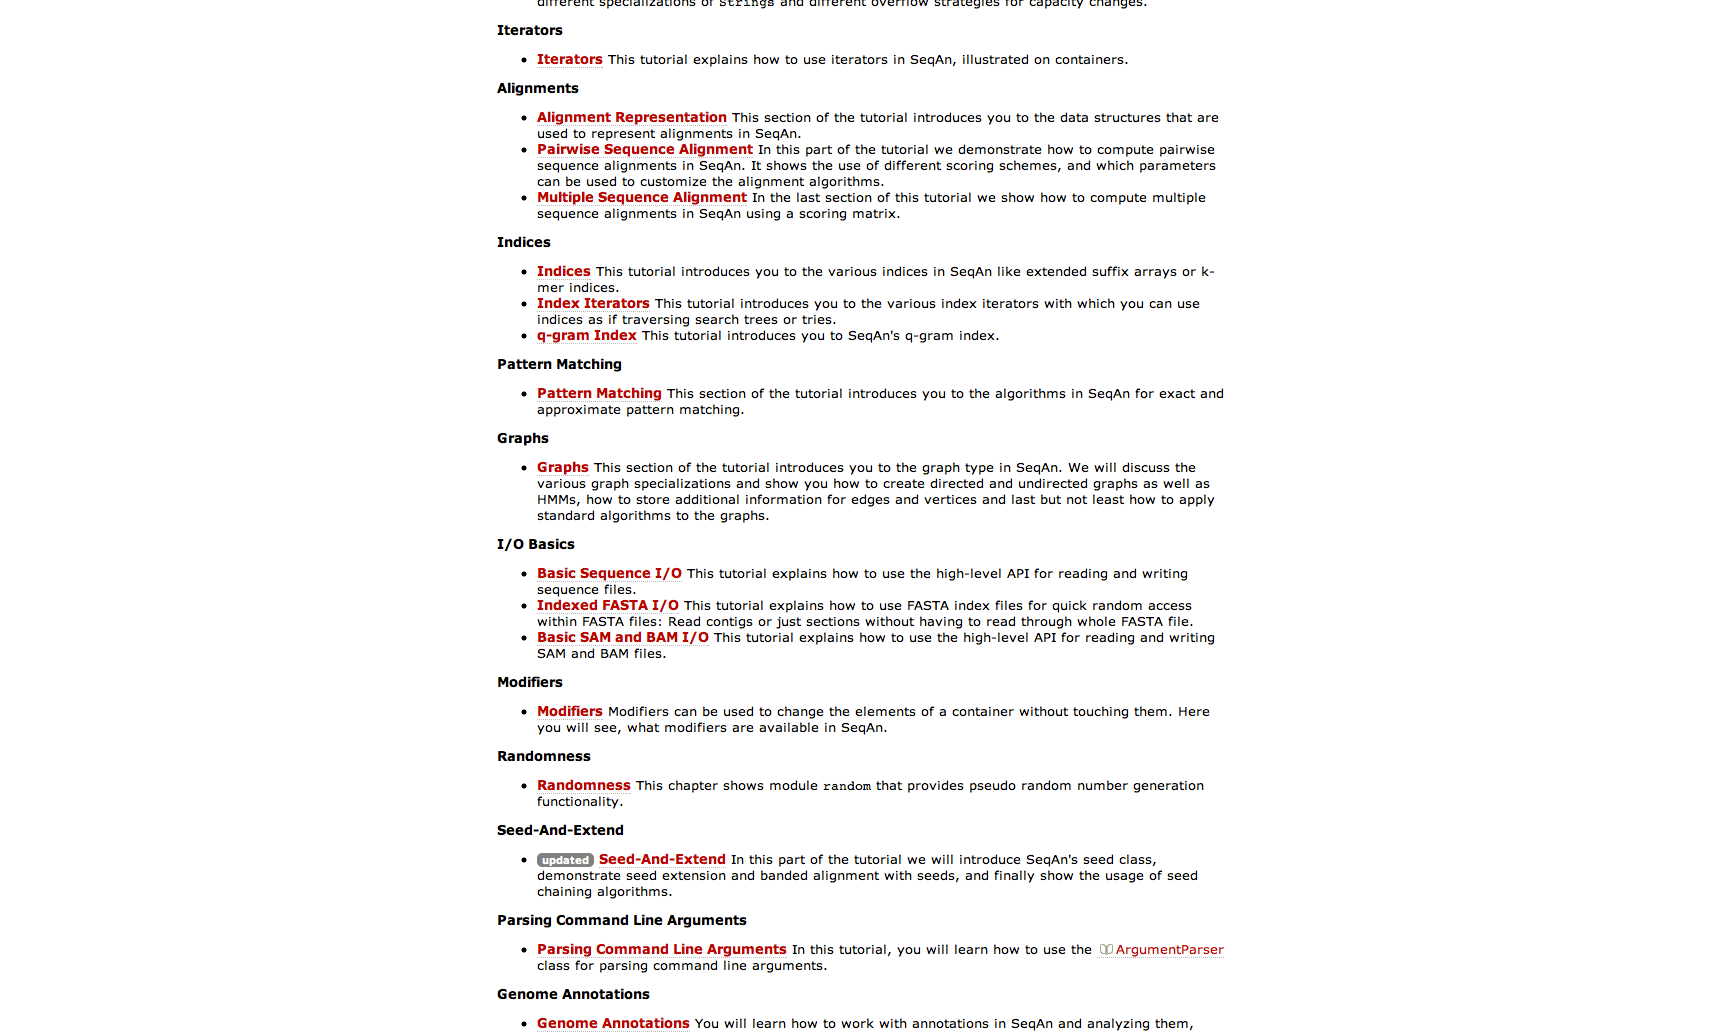 different specializations of Strings and different overflow strategies for capacity changes.
Iterators
• Iterators This tutorial explains how to use iterators in SeqAn, illustrated on containers.
Alignments
• Alignment Representation This section of the tutorial introduces you to the data structures that are
used to represent alignments in SeqAn.
• Pairwise Sequence Alignment In this part of the tutorial we demonstrate how to compute pairwise
sequence alignments in SeqAn. It shows the use of different scoring schemes, and which parameters
can be used to customize the alignment algorithms.
• Multiple Sequence Alignment In the last section of this tutorial we show how to compute multiple
sequence alignments in SeqAn using a scoring matrix.
Indices
• Indices This tutorial introduces you to the various indices in SeqAn like extended suffix arrays or k-
mer indices.
• Index Iterators This tutorial introduces you to the various index iterators with which you can use
indices as if traversing search trees or tries.
• q-gram Index This tutorial introduces you to SeqAn's q-gram index.
Pattern Matching
• Pattern Matching This section of the tutorial introduces you to the algorithms in SeqAn for exact and
approximate pattern matching.
Graphs
• Graphs This section of the tutorial introduces you to the graph type in SeqAn. We will discuss the
various graph specializations and show you how to create directed and undirected graphs as well as
HMMs, how to store additional information for edges and vertices and last but not least how to apply
standard algorithms to the graphs.
I/O Basics
• Basic Sequence I/O This tutorial explains how to use the high-level API for reading and writing
sequence files.
• Indexed FASTA I/O This tutorial explains how to use FASTA index files for quick random access
within FASTA files: Read contigs or just sections without having to read through whole FASTA file.
• Basic SAM and BAM I/O This tutorial explains how to use the high-level API for reading and writing
SAM and BAM files.
Modifiers
• Modifiers Modifiers can be used to change the elements of a container without touching them. Here
you will see, what modifiers are available in SeqAn.
Randomness
• Randomness This chapter shows module random that provides pseudo random number generation
functionality.
Seed-And-Extend
• updated Seed-And-Extend In this part of the tutorial we will introduce SeqAn's seed class,
demonstrate seed extension and banded alignment with seeds, and finally show the usage of seed
chaining algorithms.
Parsing Command Line Arguments
• Parsing Command Line Arguments In this tutorial, you will learn how to use the ArgumentParser
class for parsing command line arguments.
Genome Annotations
• Genome Annotations You will learn how to work with annotations in SeqAn and analyzing them,